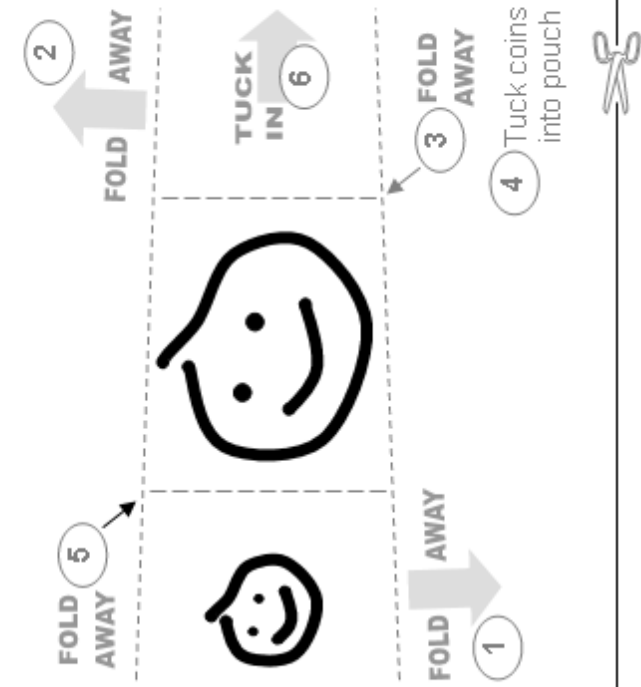 2
FOLD AWAY
TUCK
IN
6
FOLD
AWAY
3
4
Tuck coins
into pouch
5
FOLD
AWAY
FOLD AWAY
1